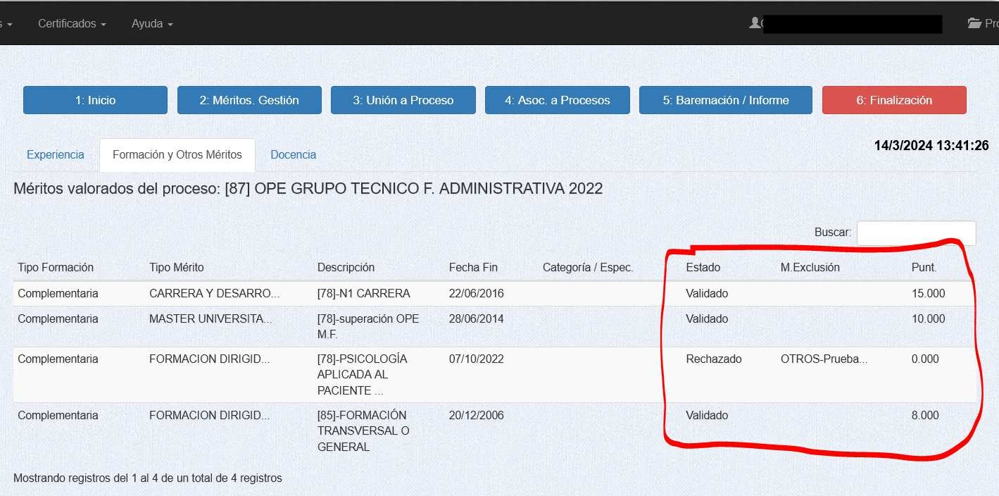 Certificados
Ayuda
1: Inicio
2: Méritos. Gestión
3: Unión a Proceso
4: Asoc. a Procesos
5: Baremación / Informe
6: Finalización
Experiencia
Formación y Otros Méritos
Docencia
14/3/2024 13:41:26
Méritos valorados del proceso: [87] OPE GRUPO TECNICO F. ADMINISTRATIVA 2022
Buscar:
Tipo Formación Tipo Mérito Descripción Fecha Fin Categoría / Espec. Estado M.Exclusión Punt.
Complementaria CARRERA Y DESARRO... [78]-N1 CARRERA 22/06/2016 Validado 15.000
Complementaria MASTER UNIVERSITA... [78]-superación OPE 28/06/2014 Validado 10.000
M.F.
Complementaria FORMACION DIRIGID... [78]-PSICOLOGÍA 07/10/2022 Rechazado OTROS-Prueba... 0.000
APLICADA AL
PACIENTE ...
Complementaria FORMACION DIRIGID... [85]-FORMACIÓN 20/12/2006 Validado 8.000
TRANSVERSAL O
GENERAL
Mostrando registros del 1 al 4 de un total de 4 registros